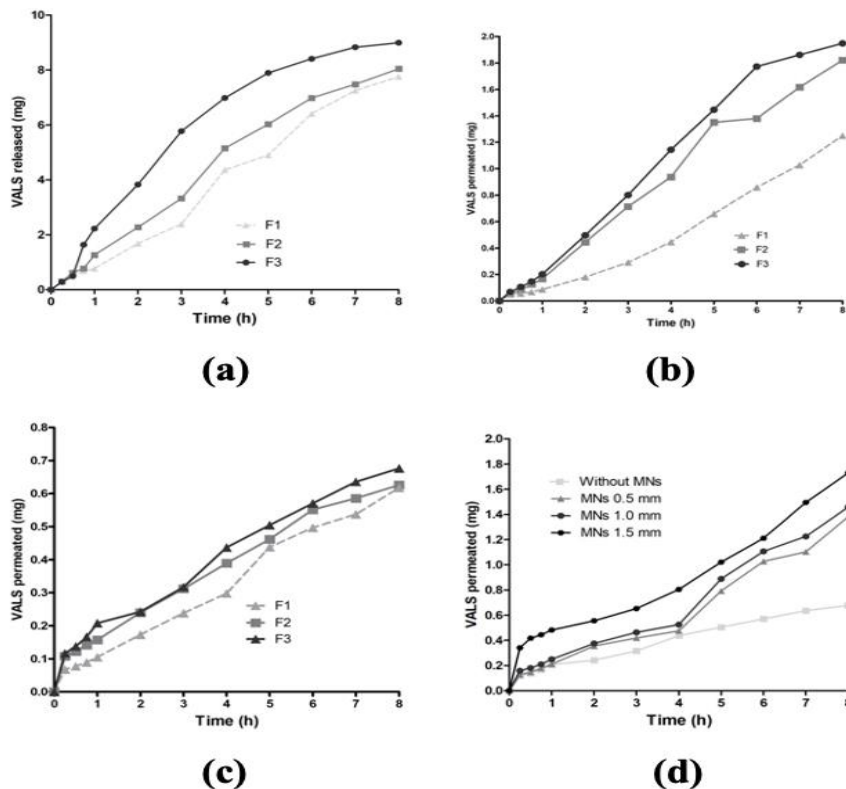 10
8
6
4
2
0
VALS released (mg)
F1
F2
F3
0 1 2 3 4 5 6 7 8
Time (h)
(a)
2.0
1.8
1.6
1.4
1.2
1.0
0.8
0.6
0.4
0.2
0.0
VALS permeated (mg)
F1
F2
F3
0 1 2 3 4 5 6 7 8
Time (h)
(b)
0.8
0.7
0.6
0.5
0.4
0.3
0.2
0.1
0.0
VALS permeated (mg)
F1
F2
F3
0 1 2 3 4 5 6 7 8
Time (h)
(c)
2.0
1.8
1.6
1.4
1.2
1.0
0.8
0.6
0.4
0.2
0.0
VALS permeated (mg)
Without MNs
MNs 0.5 mm
MNs 1.0 mm
MNs 1.5 mm
0 1 2 3 4 5 6 7 8
Time (h)
(d)